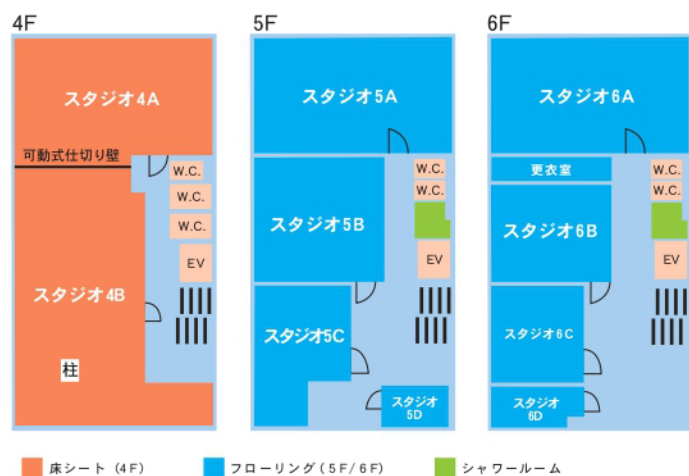 4F
スタジオ4A
可動式仕切り壁
W.C.
W.C.
W.C.
EV
スタジオ4B
柱
5F
スタジオ5A
W.C.
W.C.
スタジオ5B
EV
スタジオ5C
スタジオ
5D
6F
スタジオ6A
更衣室
W.C.
W.C.
スタジオ6B
EV
スタジオ6C
スタジオ
6D
床シート (4F)
フローリング(5F/6F)
シャワールーム